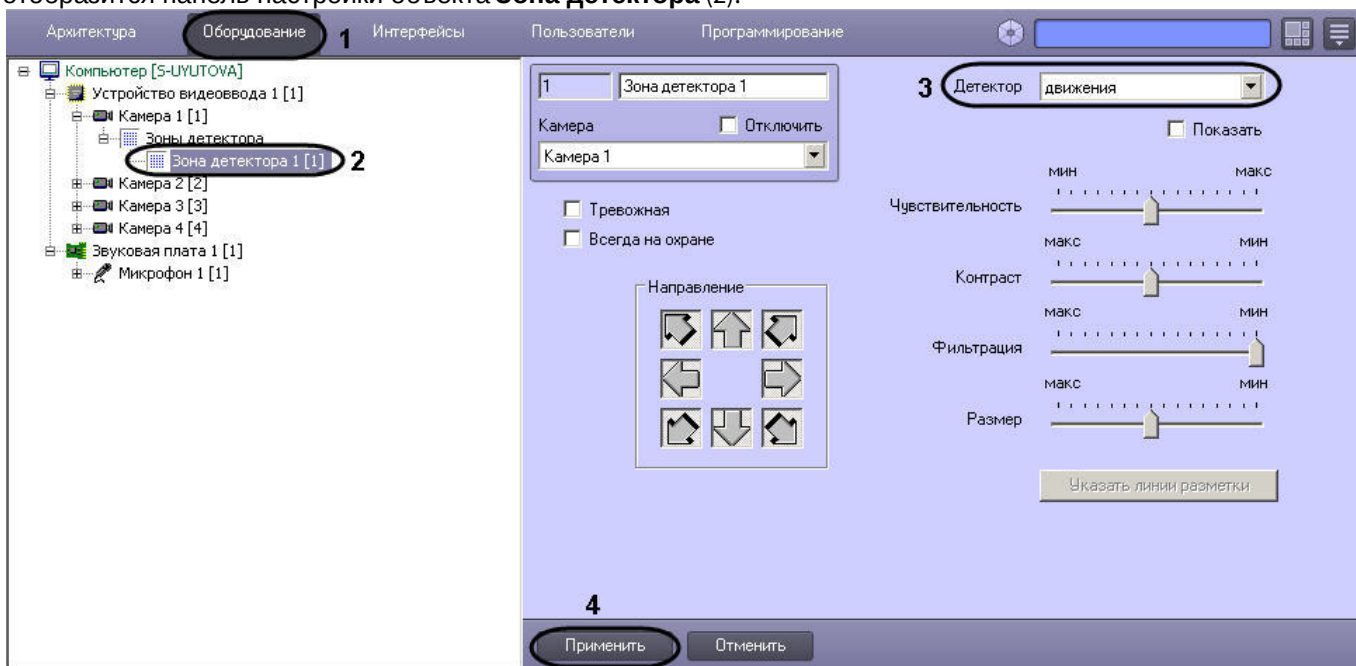 отобразится панель настройки объекта Зона детектора (2).
Архитектура Оборудование 1 Интерфейсы Пользователи Программирование
Компьютер [S-UYUTOVA]
Устройство видеоввода 1 [1]
Камера 1 [1]
Зоны детектора
Зона детектора 1 [1] 2
Камера 2 [2]
Камера 3 [3]
Камера 4 [4]
Звуковая плата 1 [1]
Микрофон 1 [1]
1 Зона детектора 1
Камера Отключить
Камера 1
Тревожная
Всегда на охране
Направление
3 Детектор движения
Показать
мин макс
Чувствительность
макс мин
Контраст
макс мин
Фильтрация
макс мин
Размер
Указать линии разметки
4
Применить Отменить